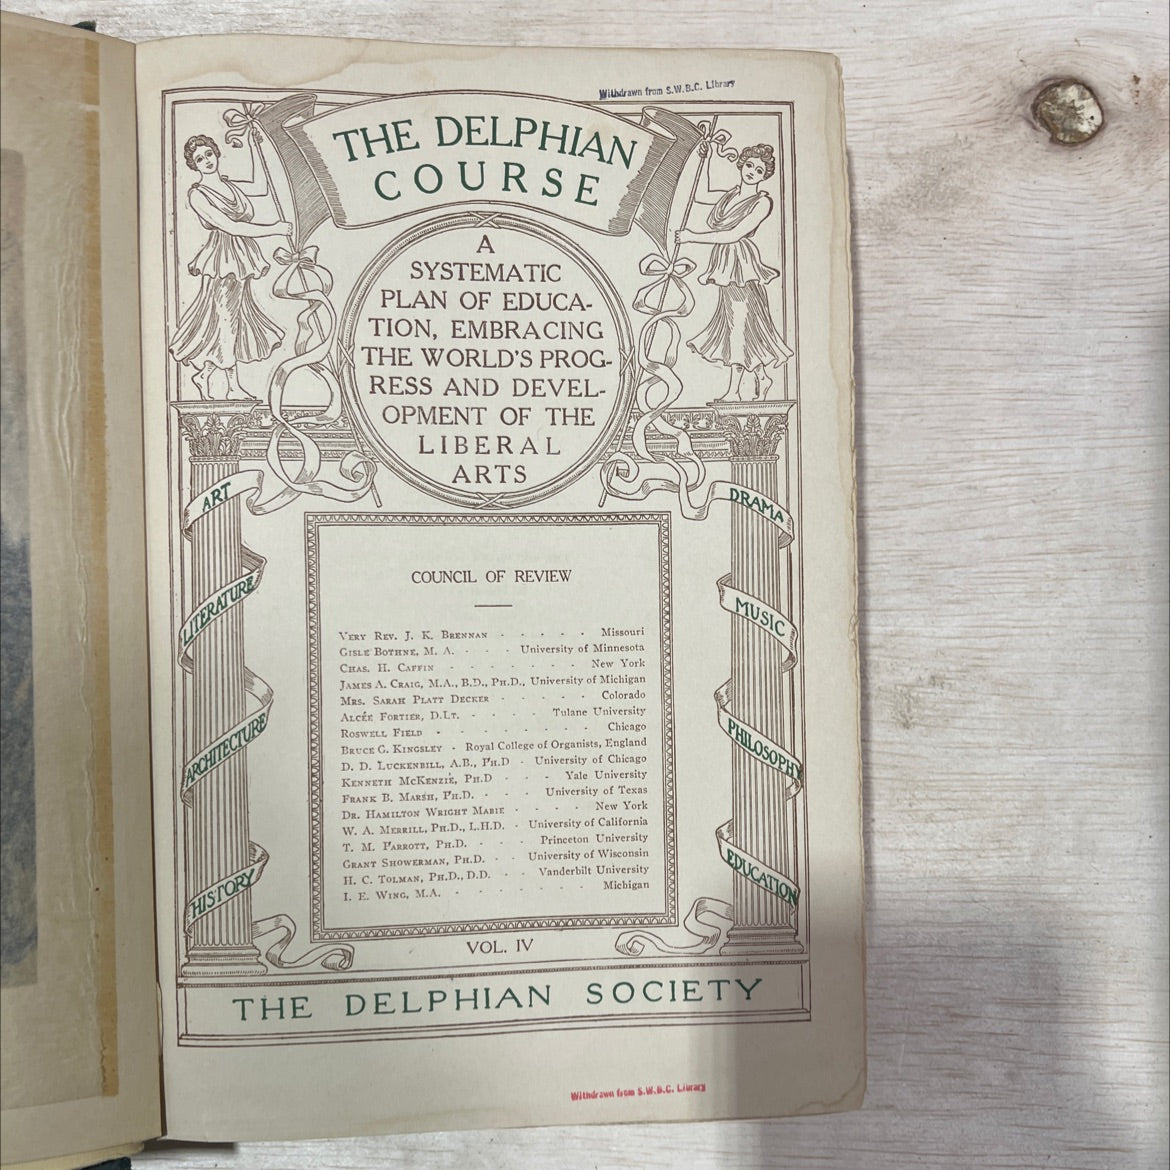 Withdrawn from S.W.B.C. Library
THE DELPHIAN
COURSE
A
SYSTEMATIC
PLAN OF EDUCA-
TION, EMBRACING
THE WORLD'S PROG-
RESS AND DEVEL-
OPMENT OF THE
LIBERAL
ARTS
ART
LITERATURE
ARCHITECTURE
HISTORY
DRAMA
MUSIC
PHILOSOPHY
EDUCATION
COUNCIL OF REVIEW
VERY REV. J. K. BRENNAN - - - - - Missouri
GISLE BOTHNE, M. A. - - - University of Minnesota
CHAS. H. CAFFIN - - - - - - - New York
JAMES A. CRAIG, M.A., B.D., PH.D., University of Michigan
MRS. SARAH PLATT DECKER - - - - - Colorado
ALCÉE FORTIER, D.LT. - - - - Tulane University
ROSWELL FIELD - - - - - - - Chicago
BRUCE G. KINGSLEY - Royal College of Organists, England
D. D. LUCKENBILL, A.B., PH.D - University of Chicago
KENNETH MCKENZIE, PH.D - - - Yale University
FRANK B. MARSH, PH.D. - - - University of Texas
DR. HAMILTON WRIGHT MABIE - - - - New York
W. A. MERRILL, PH.D., L.H.D. - University of California
T. M. PARROTT, PH.D. - - - Princeton University
GRANT SHOWERMAN, PH.D. - - University of Wisconsin
H. C. TOLMAN, PH.D., D.D. - - Vanderbilt University
I. E. WING, M.A. - - - - - - Michigan
VOL. IV
THE DELPHIAN SOCIETY
Withdrawn from S.W.B.C. Library